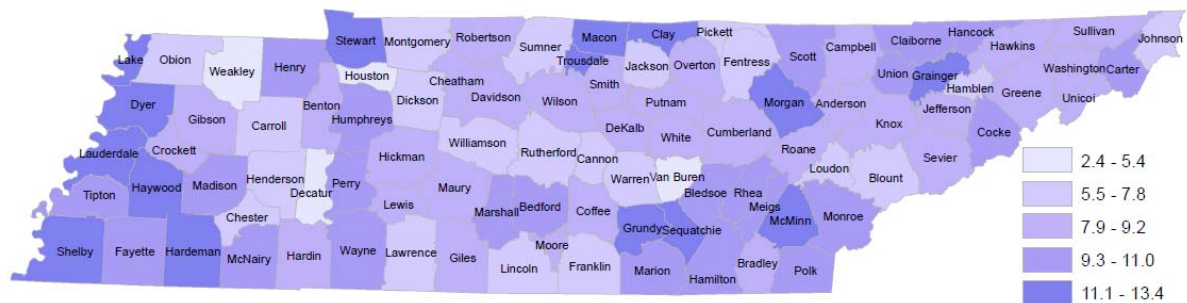 Stewart
Montgomery
Robertson
Sumner
Macon
Clay
Pickett
Lake
Obion
Weakley
Henry
Houston
Trousdale
Jackson
Overton
Fentress
Scott
Campbell
Claiborne
Hancock
Hawkins
Sullivan
Johnson
Dyer
Gibson
Carroll
Benton
Humphreys
Dickson
Cheatham
Davidson
Wilson
Smith
Putnam
Morgan
Anderson
Union
Grainger
Hamblen
Greene
Washington
Carter
Unicoi
Lauderdale
Crockett
Tipton
Haywood
Madison
Henderson
Decatur
Perry
Hickman
Williamson
Rutherford
Cannon
DeKalb
White
Cumberland
Roane
Knox
Jefferson
Cocke
Sevier
Loudon
Blount
Chester
Lewis
Maury
Marshall
Bedford
Coffee
Warren
Van Buren
Bledsoe
Rhea
Meigs
McMinn
Monroe
Shelby
Fayette
Hardeman
McNairy
Hardin
Wayne
Lawrence
Giles
Moore
Lincoln
Franklin
Grundy
Sequatchie
Marion
Hamilton
Bradley
Polk
2.4 - 5.4
5.5 - 7.8
7.9 - 9.2
9.3 - 11.0
11.1 - 13.4